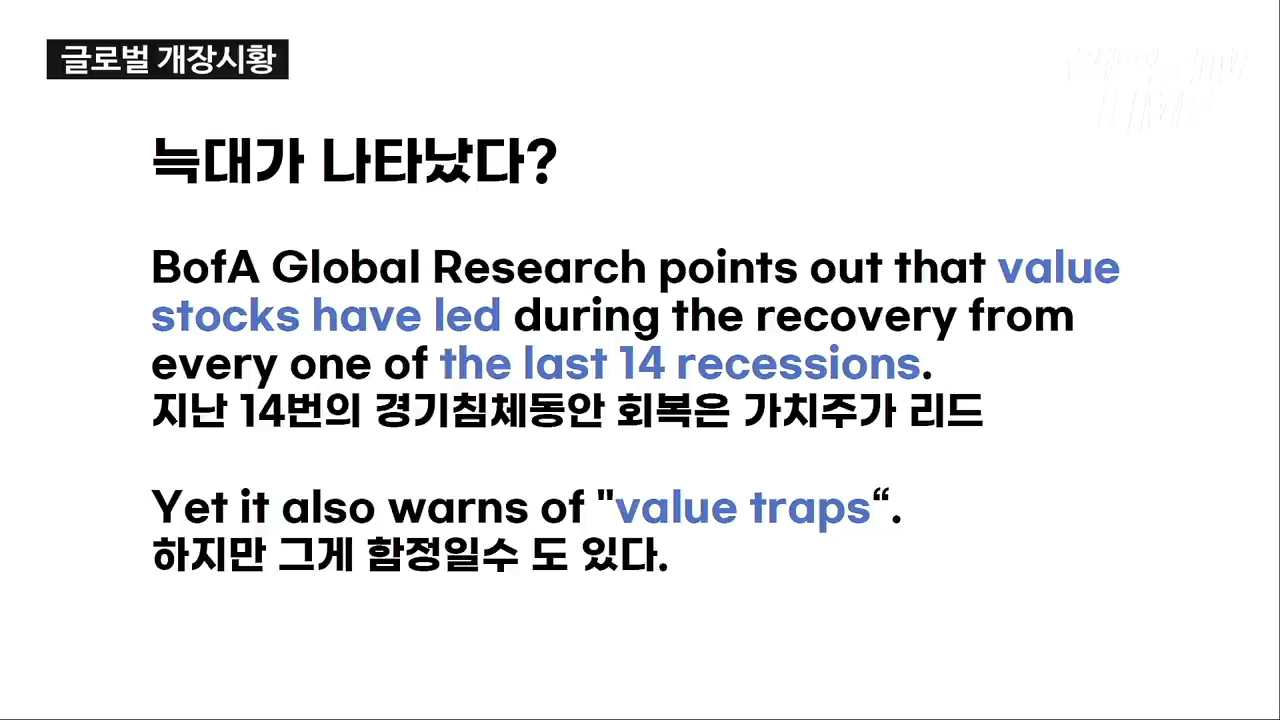 글로벌 개장시황
늑대가 나타났다?
BofA Global Research points out that value
stocks have led during the recovery from
every one of the last 14 recessions.
지난 14번의 경기침체동안 회복은 가치주가 리드
Yet it also warns of "value traps“.
하지만 그게 함정일수 도 있다.